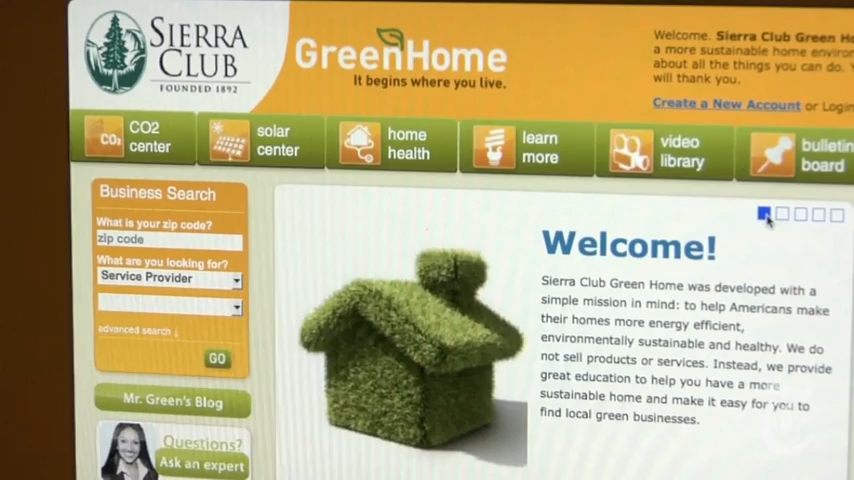 SIERRA
CLUB
FOUNDED 1892
GreenHome
It begins where you live.
Welcome. Sierra Club Green
a more sustainable home
about all the things you can do.
will thank you.
Create a New Account or Login
CO2
CO2
center
solar
center
home
health
learn
more
video
library
bulletin
board
Business Search
What is your zip code?
zip code
What are you looking for?
Service Provider
advanced search ↓
GO
Mr. Green's Blog
Questions?
Ask an expert
Welcome!
Sierra Club Green Home was developed with a
simple mission in mind: to help Americans make
their homes more energy efficient,
environmentally sustainable and healthy. We do
not sell products or services. Instead, we provide
great education to help you have a more
sustainable home and make it easy for you to
find local green businesses.